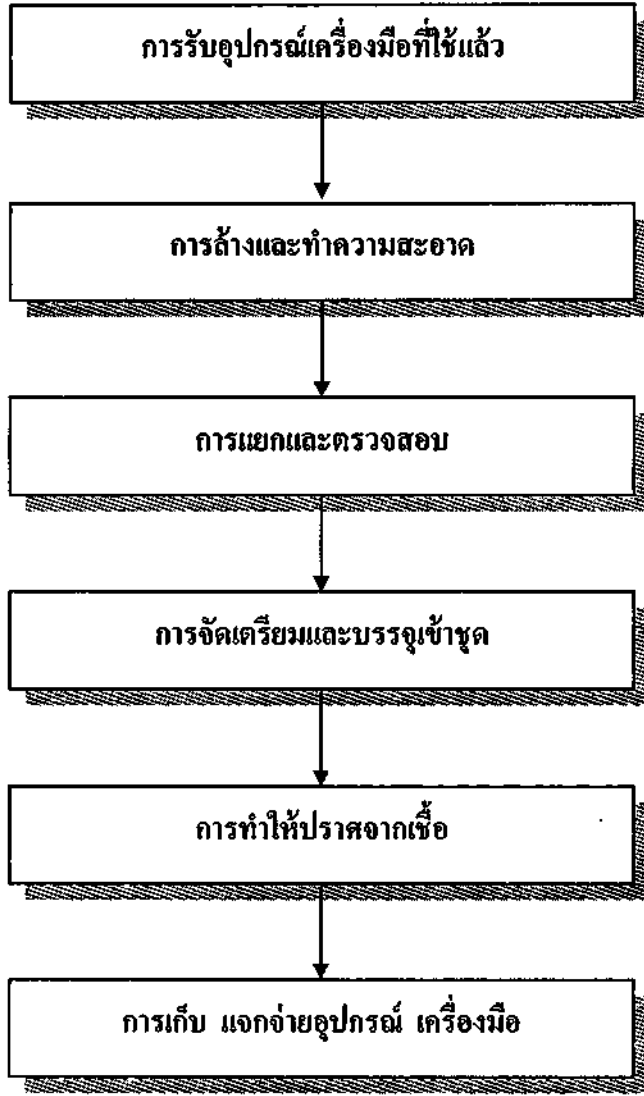 การรับอุปกรณ์เครื่องมือที่ใช้แล้ว
การล้างและทำความสะอาด
การแยกและตรวจสอบ
การจัดเตรียมและบรรจุเข้าชุด
การทำให้ปราศจากเชื้อ
การเก็บ แจกจ่ายอุปกรณ์ เครื่องมือ